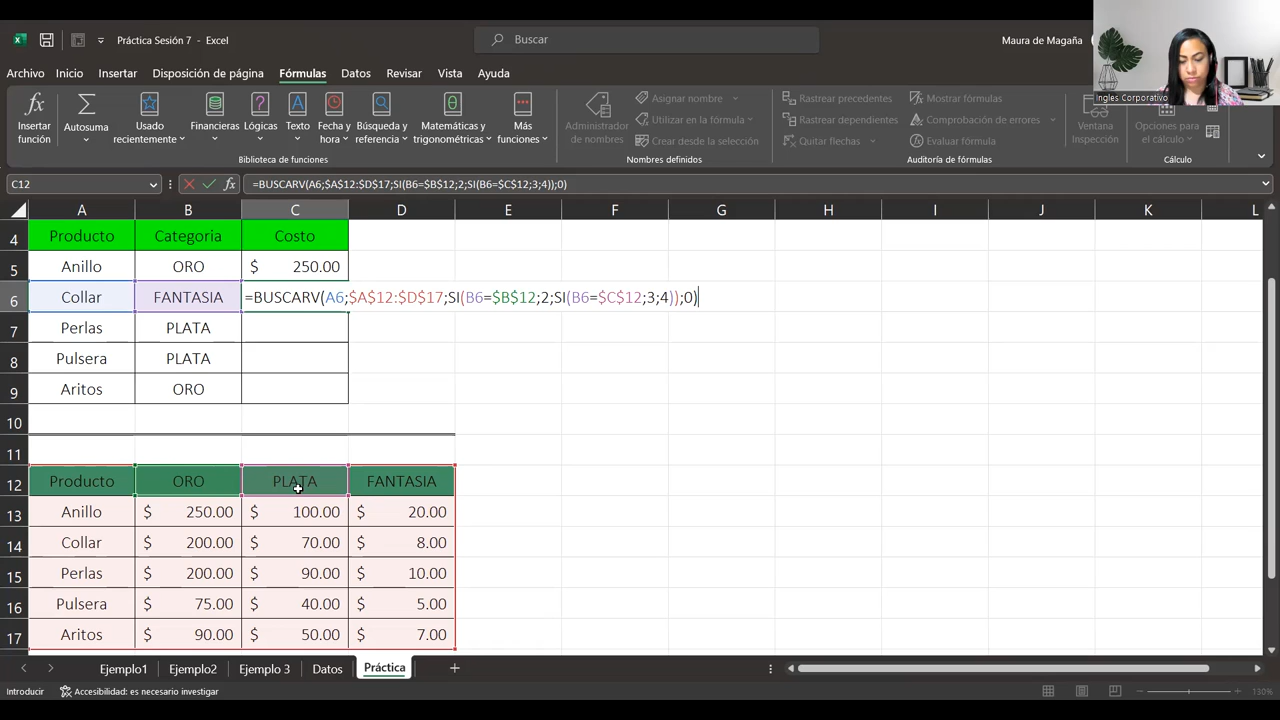 Práctica Sesión 7 - Excel
Buscar
Maura de Magaña
Ingles Corporativo
Archivo Inicio Insertar Disposición de página Fórmulas Datos Revisar Vista Ayuda
Insertar función
Autosuma
Usado recientemente
Financieras
Lógicas
Texto
Fecha y hora
Búsqueda y referencia
Matemáticas y trigonométricas
Más funciones
Biblioteca de funciones
Administrador de nombres
Asignar nombre
Utilizar en la fórmula
Crear desde la selección
Nombres definidos
Rastrear precedentes
Rastrear dependientes
Quitar flechas
Mostrar fórmulas
Comprobación de errores
Auditoría de fórmulas
Ventana Inspección
Opciones para el cálculo
Cálculo
C12 =BUSCARV(A6;$A$12:$D$17;SI(B6=$B$12;2;SI(B6=$C$12;3;4));0)
A B C D E F G H I J K L
4 Producto Categoria Costo
5 Anillo ORO $ 250.00
6 Collar FANTASIA =BUSCARV(A6;$A$12:$D$17;SI(B6=$B$12;2;SI(B6=$C$12;3;4));0)
7 Perlas PLATA
8 Pulsera PLATA
9 Aritos ORO
10
11
12 Producto ORO PLATA FANTASIA
13 Anillo $ 250.00 $ 100.00 $ 20.00
14 Collar $ 200.00 $ 70.00 $ 8.00
15 Perlas $ 200.00 $ 90.00 $ 10.00
16 Pulsera $ 75.00 $ 40.00 $ 5.00
17 Aritos $ 90.00 $ 50.00 $ 7.00
Ejemplo1 Ejemplo2 Ejemplo 3 Datos Práctica
Introducir Accesibilidad: es necesario investigar 130%